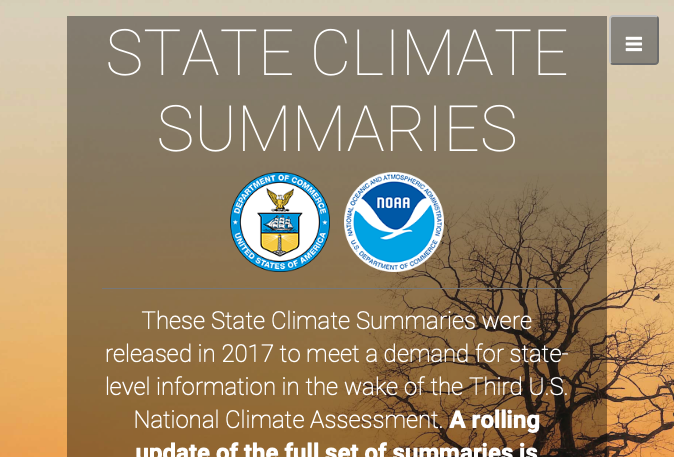 STATE CLIMATE
SUMMARIES
DEPARTMENT OF COMMERCE
UNITED STATES OF AMERICA
NATIONAL OCEANIC AND ATMOSPHERIC ADMINISTRATION
NOAA
U.S. DEPARTMENT OF COMMERCE
These State Climate Summaries were
released in 2017 to meet a demand for state-
level information in the wake of the Third U.S.
National Climate Assessment. A rolling
update of the full set of summaries is